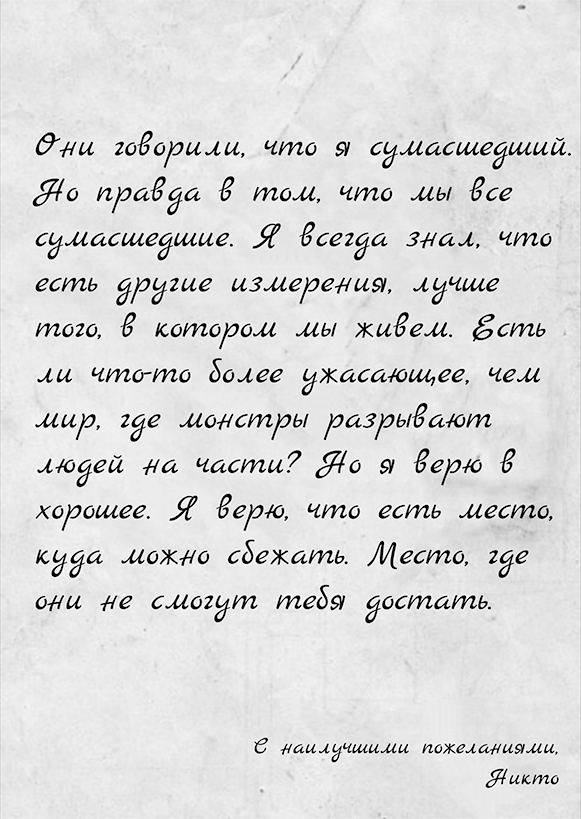 Они говорили, что я сумасшедший.
Но правда в том, что мы все
сумасшедшие. Я всегда знал, что
есть другие измерения, лучше
того, в котором мы живем. Есть
ли что-то более ужасающее, чем
мир, где монстры разрывают
людей на части? Но я верю в
хорошее. Я верю, что есть место,
куда можно сбежать. Место, где
они не смогут тебя достать.
С наилучшими пожеланиями,
Никто